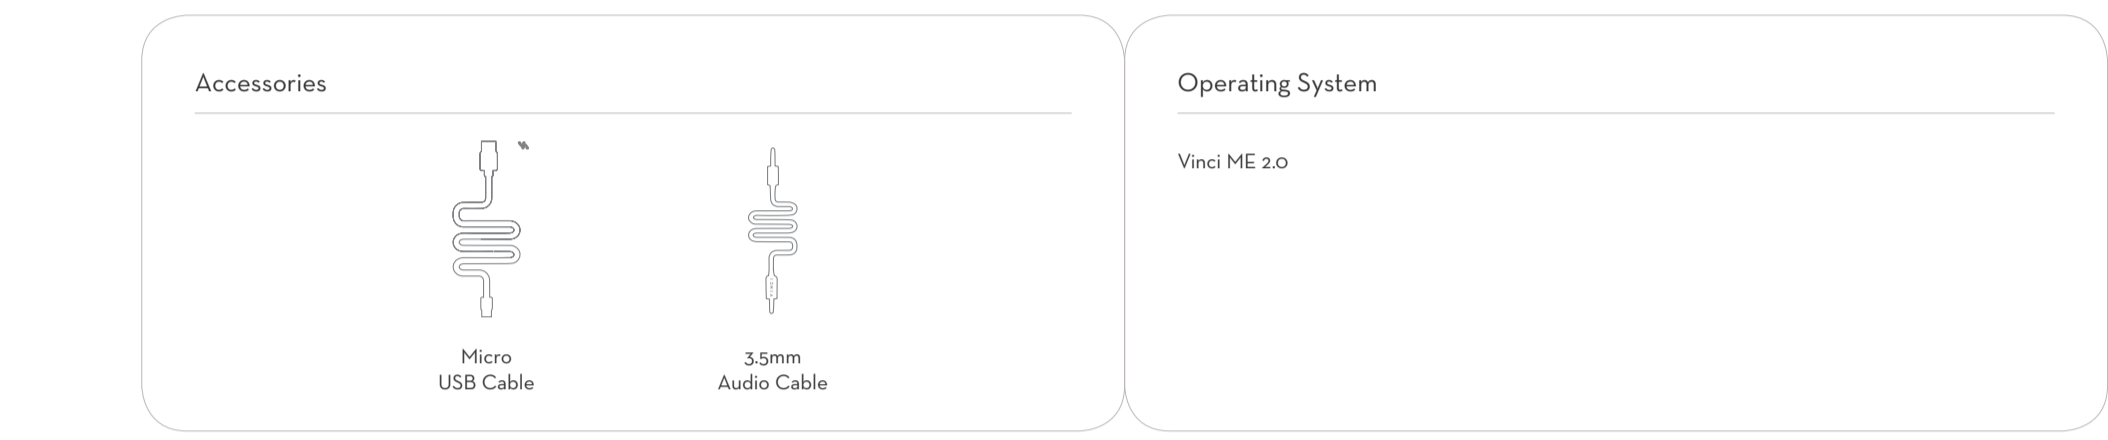 Accessories
Micro
USB Cable
3.5mm
Audio Cable
Operating System
Vinci ME 2.0